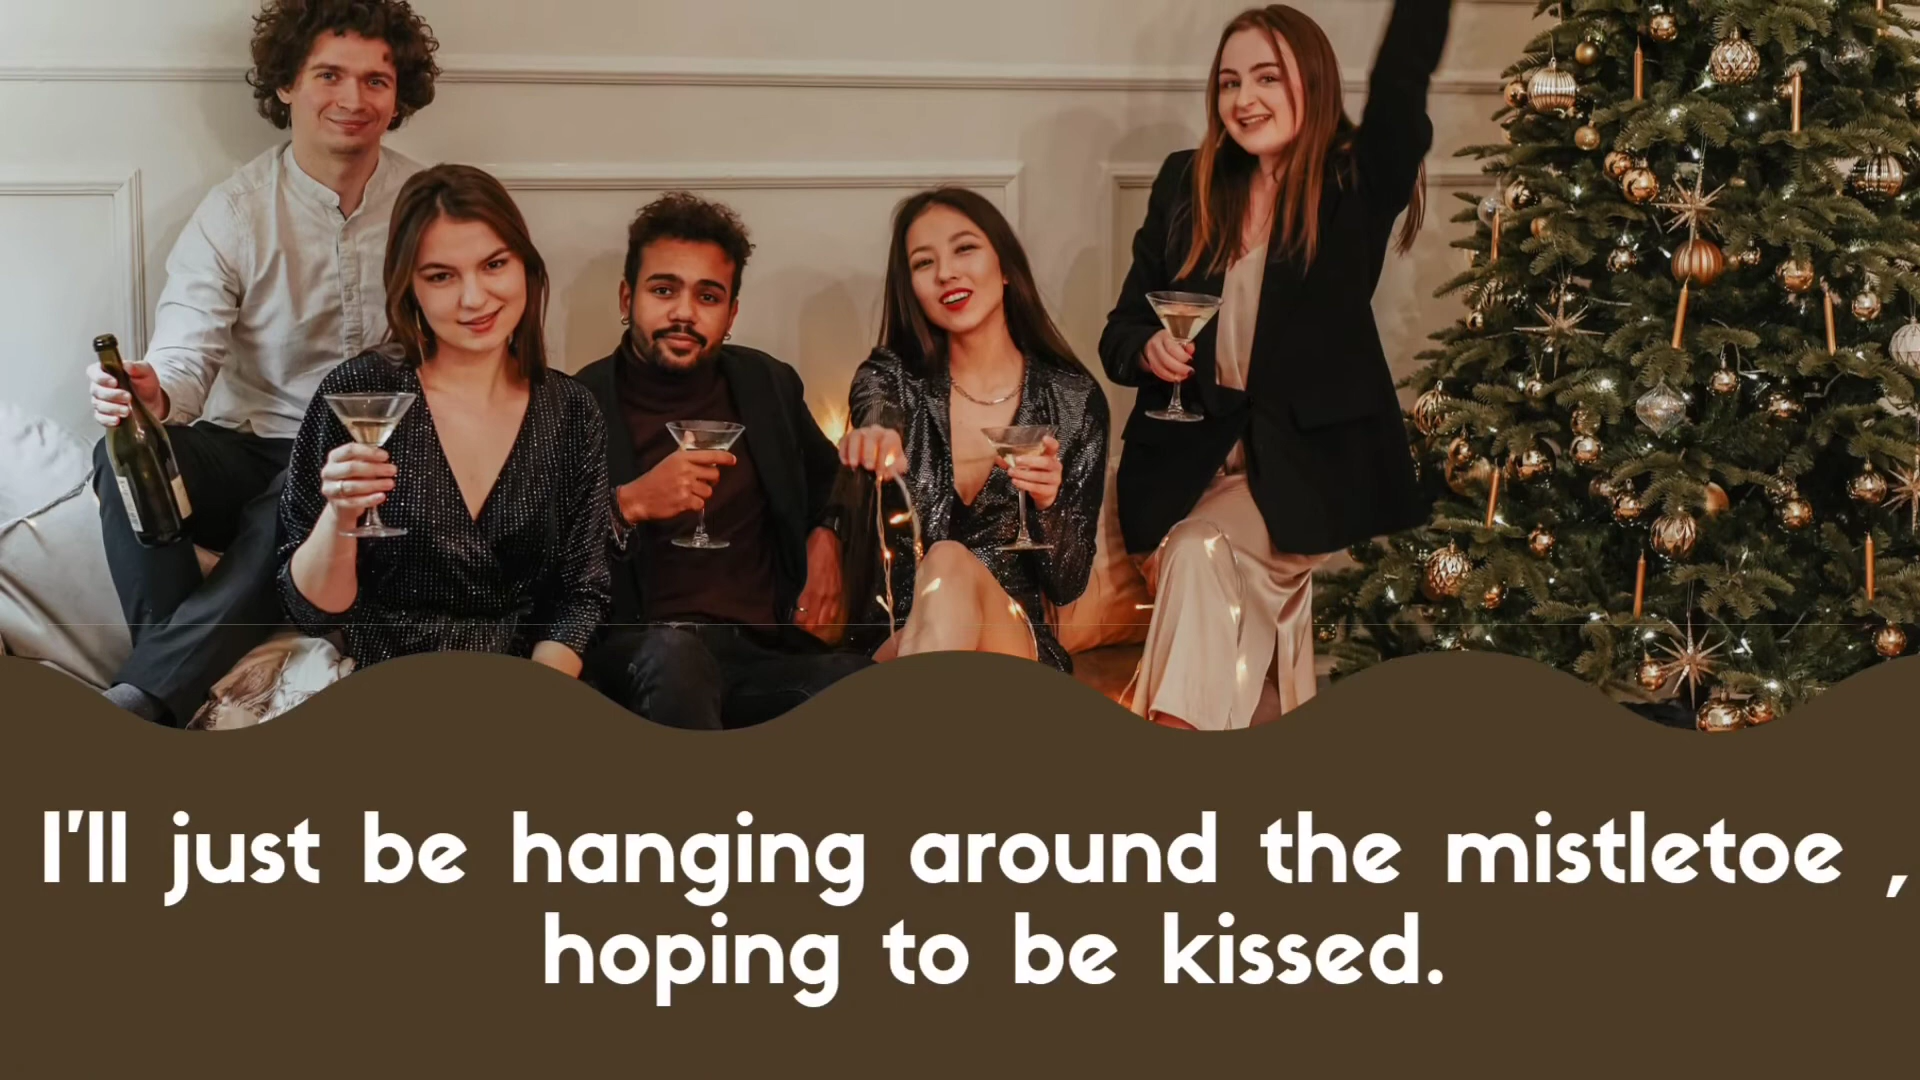 I'll just be hanging around the mistletoe ,
hoping to be kissed.